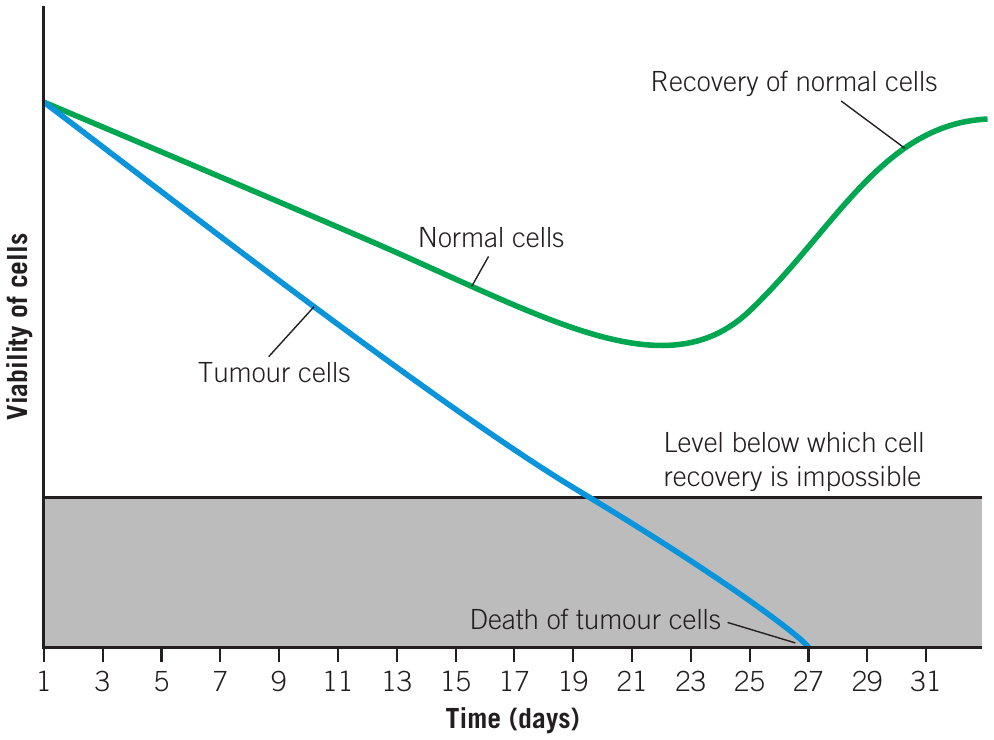 Recovery of normal cells
Normal cells
Tumour cells
Level below which cell
recovery is impossible
Death of tumour cells
Viability of cells
1 3 5 7 9 11 13 15 17 19 21 23 25 27 29 31
Time (days)